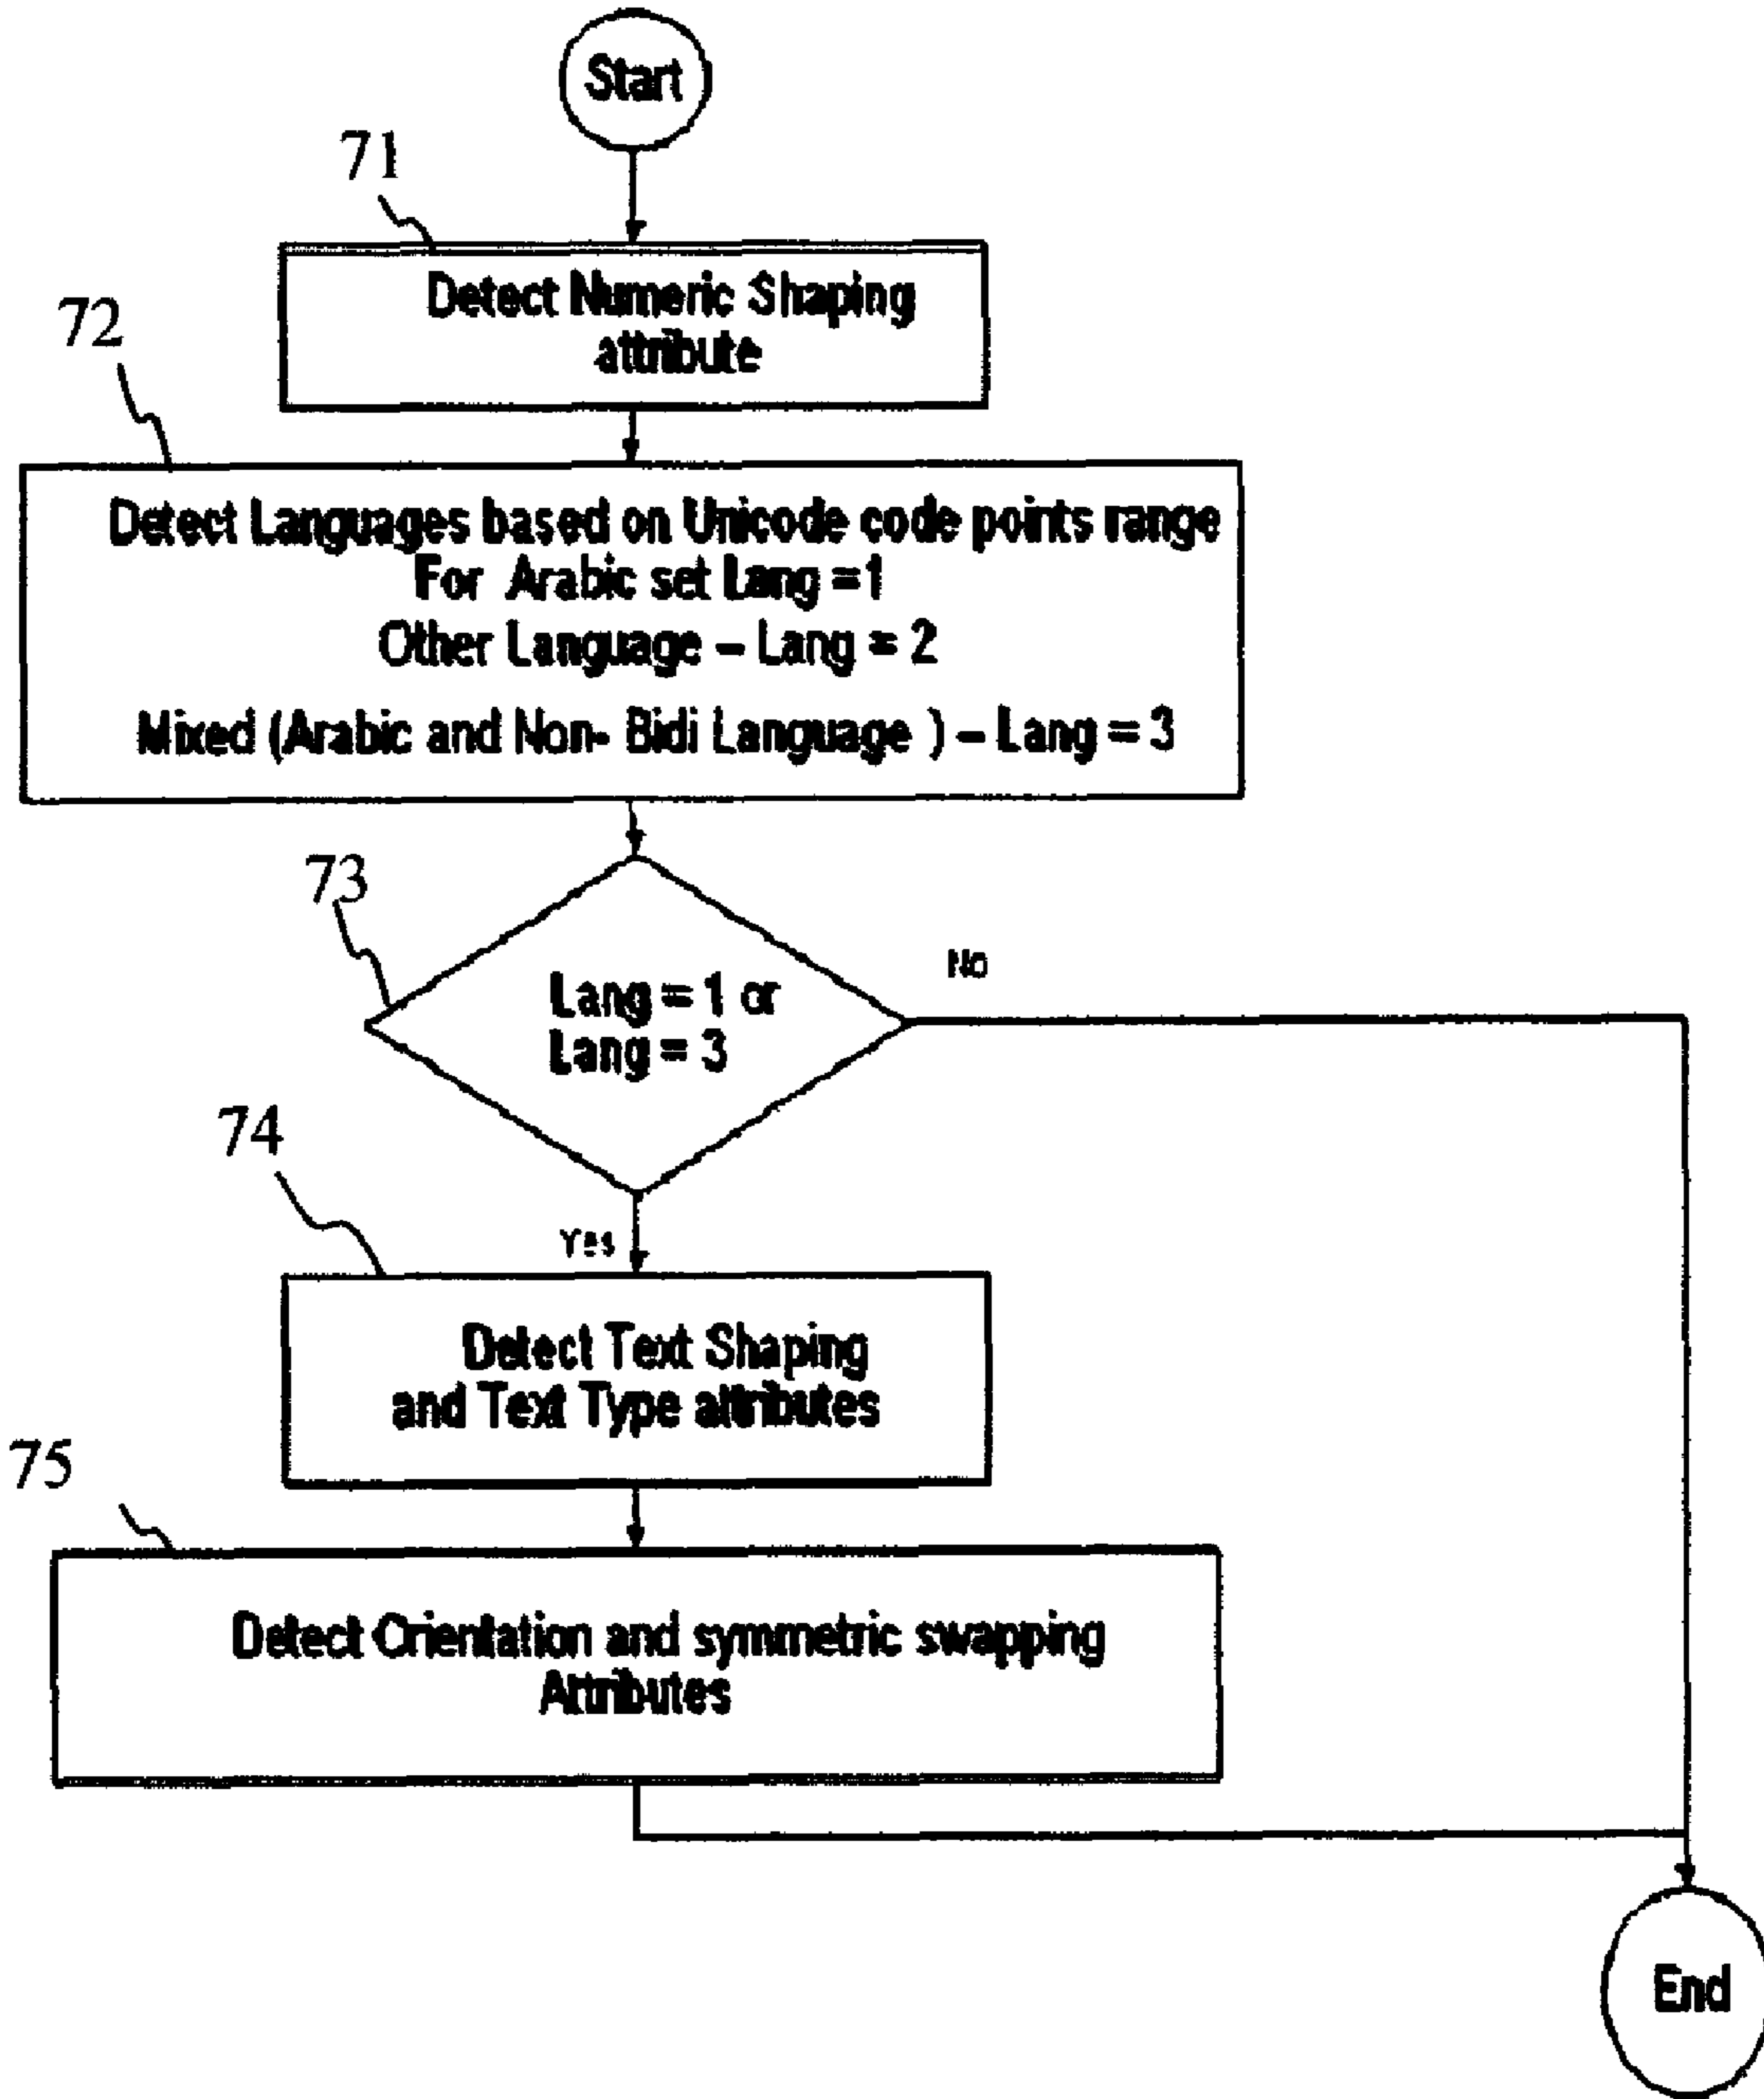 Start
71
Detect Numeric Shaping
attribute
72
Detect Languages based on Unicode code points range
For Arabic set Lang =1
Other Language – Lang = 2
Mixed (Arabic and Non- Bidi Language ) – Lang = 3
73
Lang = 1 or
Lang = 3
No
Yes
74
Detect Text Shaping
and Text Type attributes
75
Detect Orientation and symmetric swapping
Attributes
End